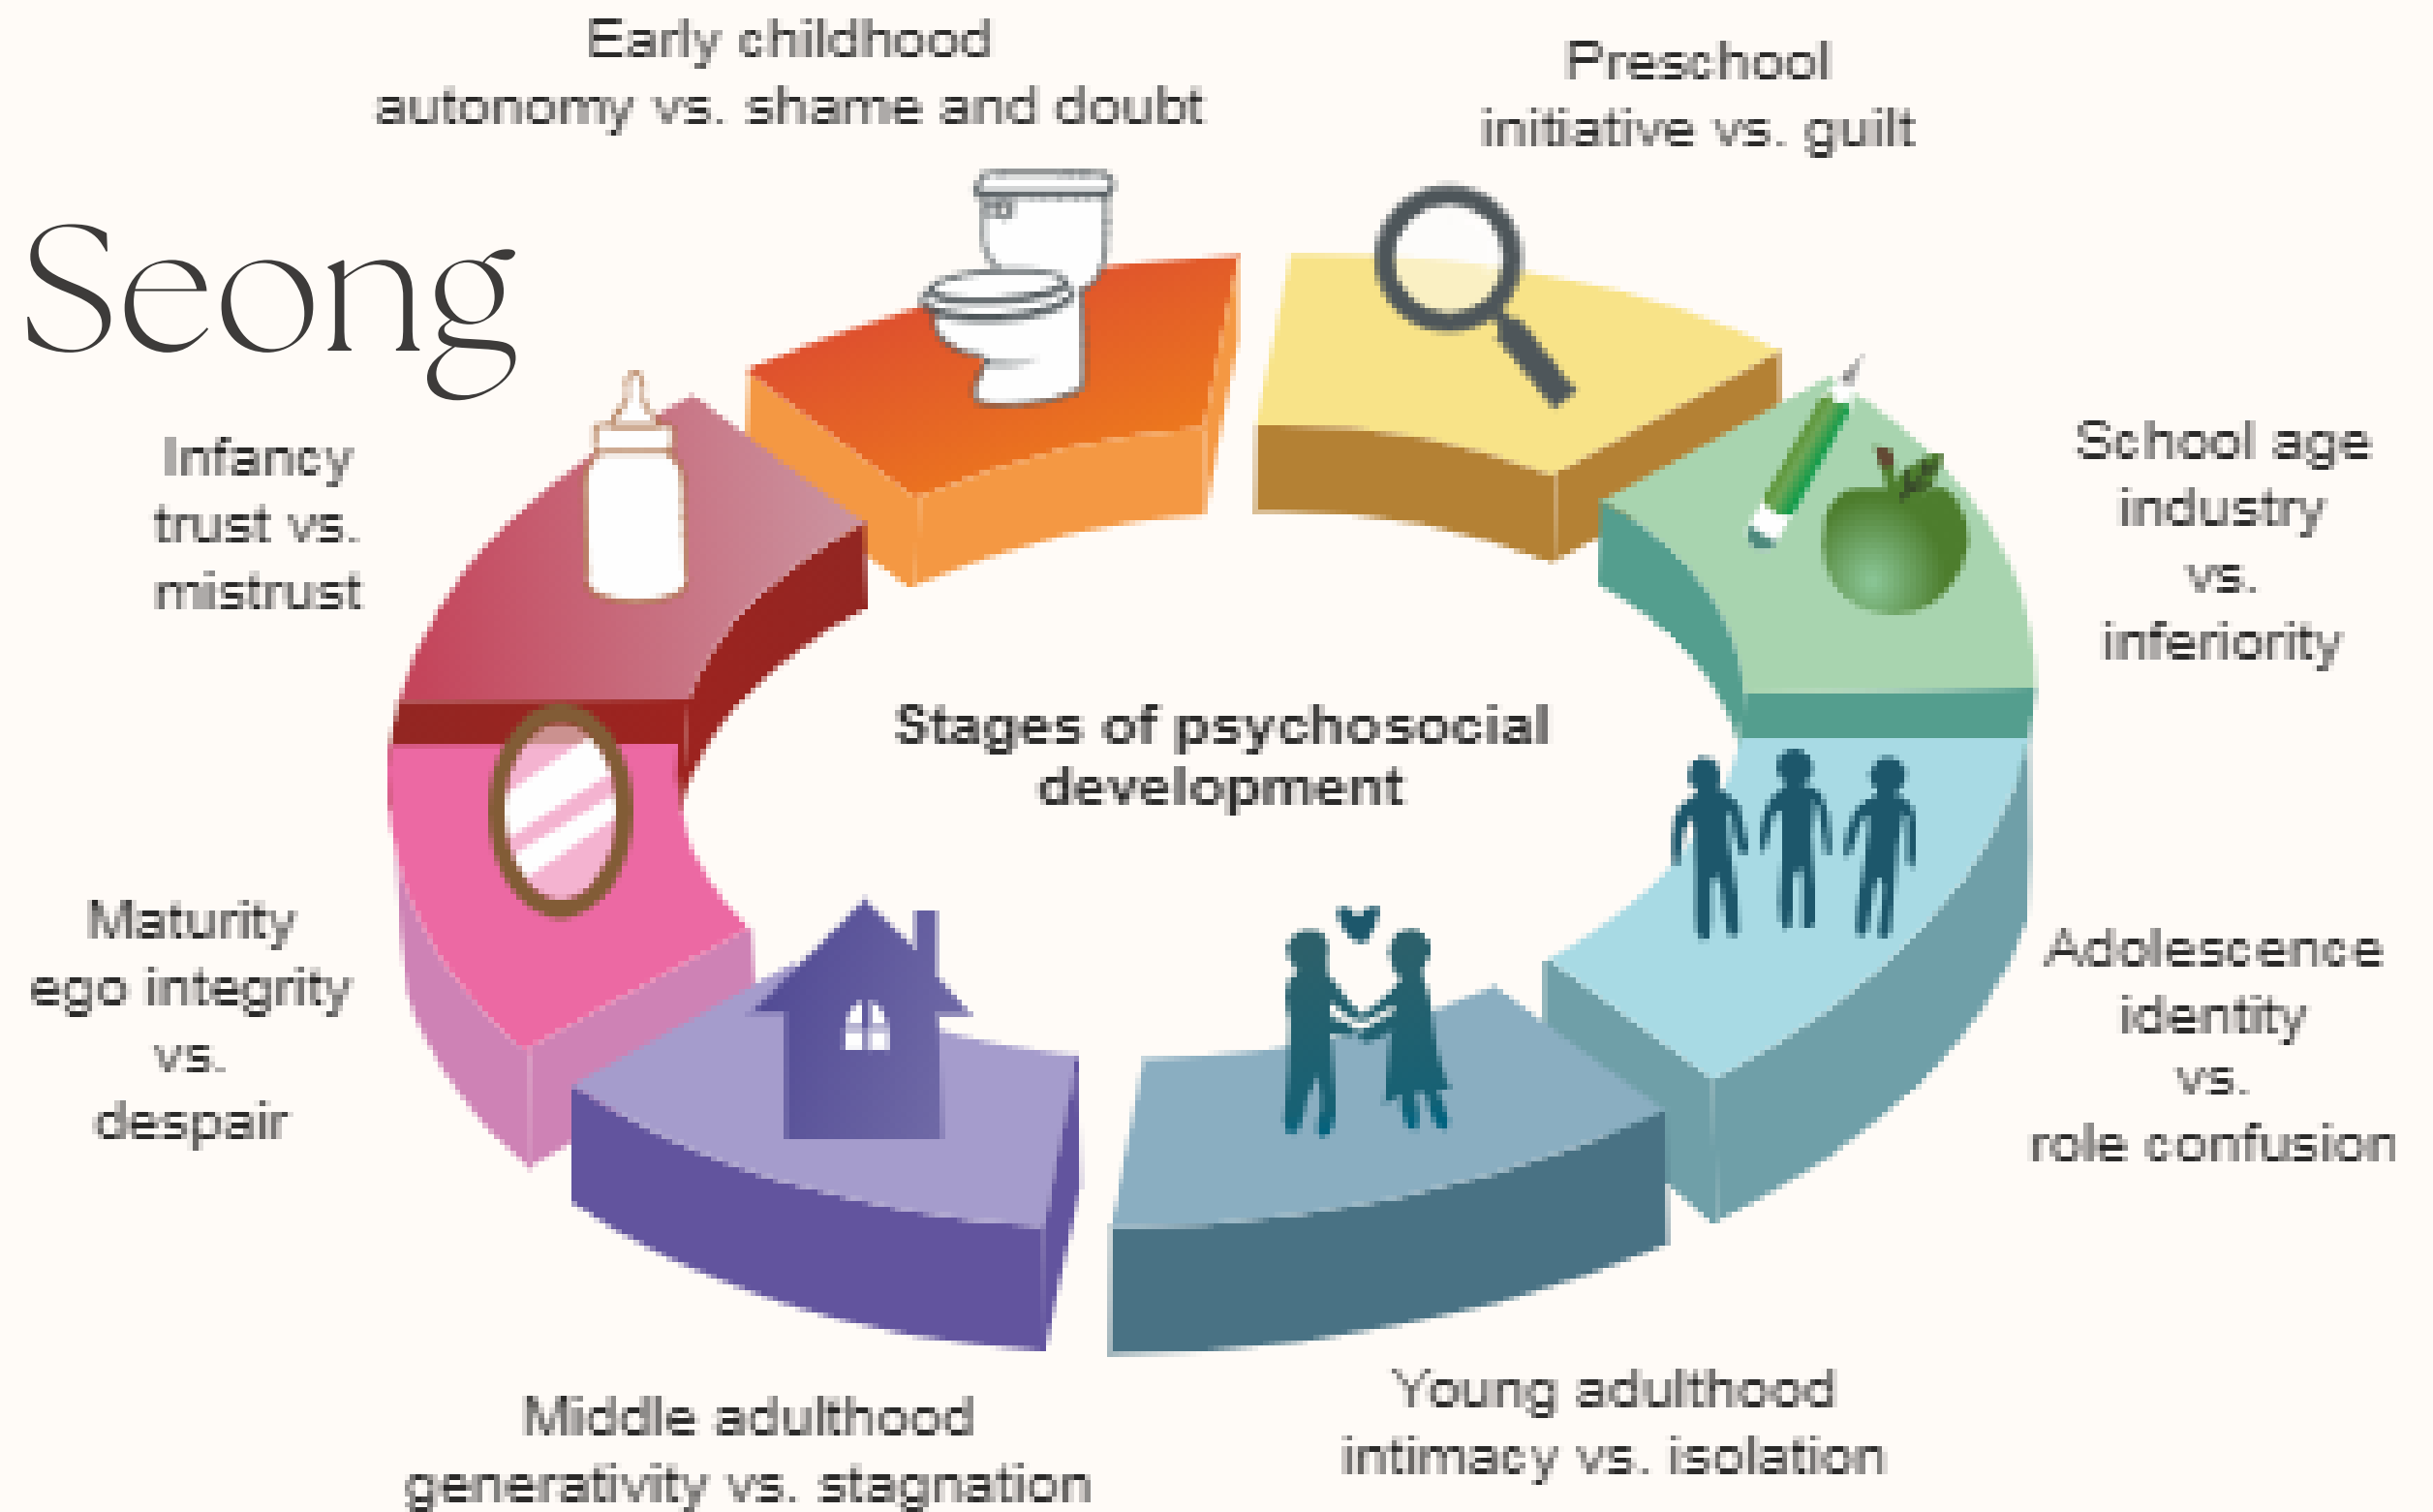 Early childhood
autonomy vs. shame and doubt
Preschool
initiative vs. guilt
Seong
Infancy
trust vs.
mistrust
School age
industry
vs.
inferiority
Stages of psychosocial
development
Maturity
ego integrity
vs.
despair
Adolescence
identity
vs.
role confusion
Middle adulthood
generativity vs. stagnation
Young adulthood
intimacy vs. isolation